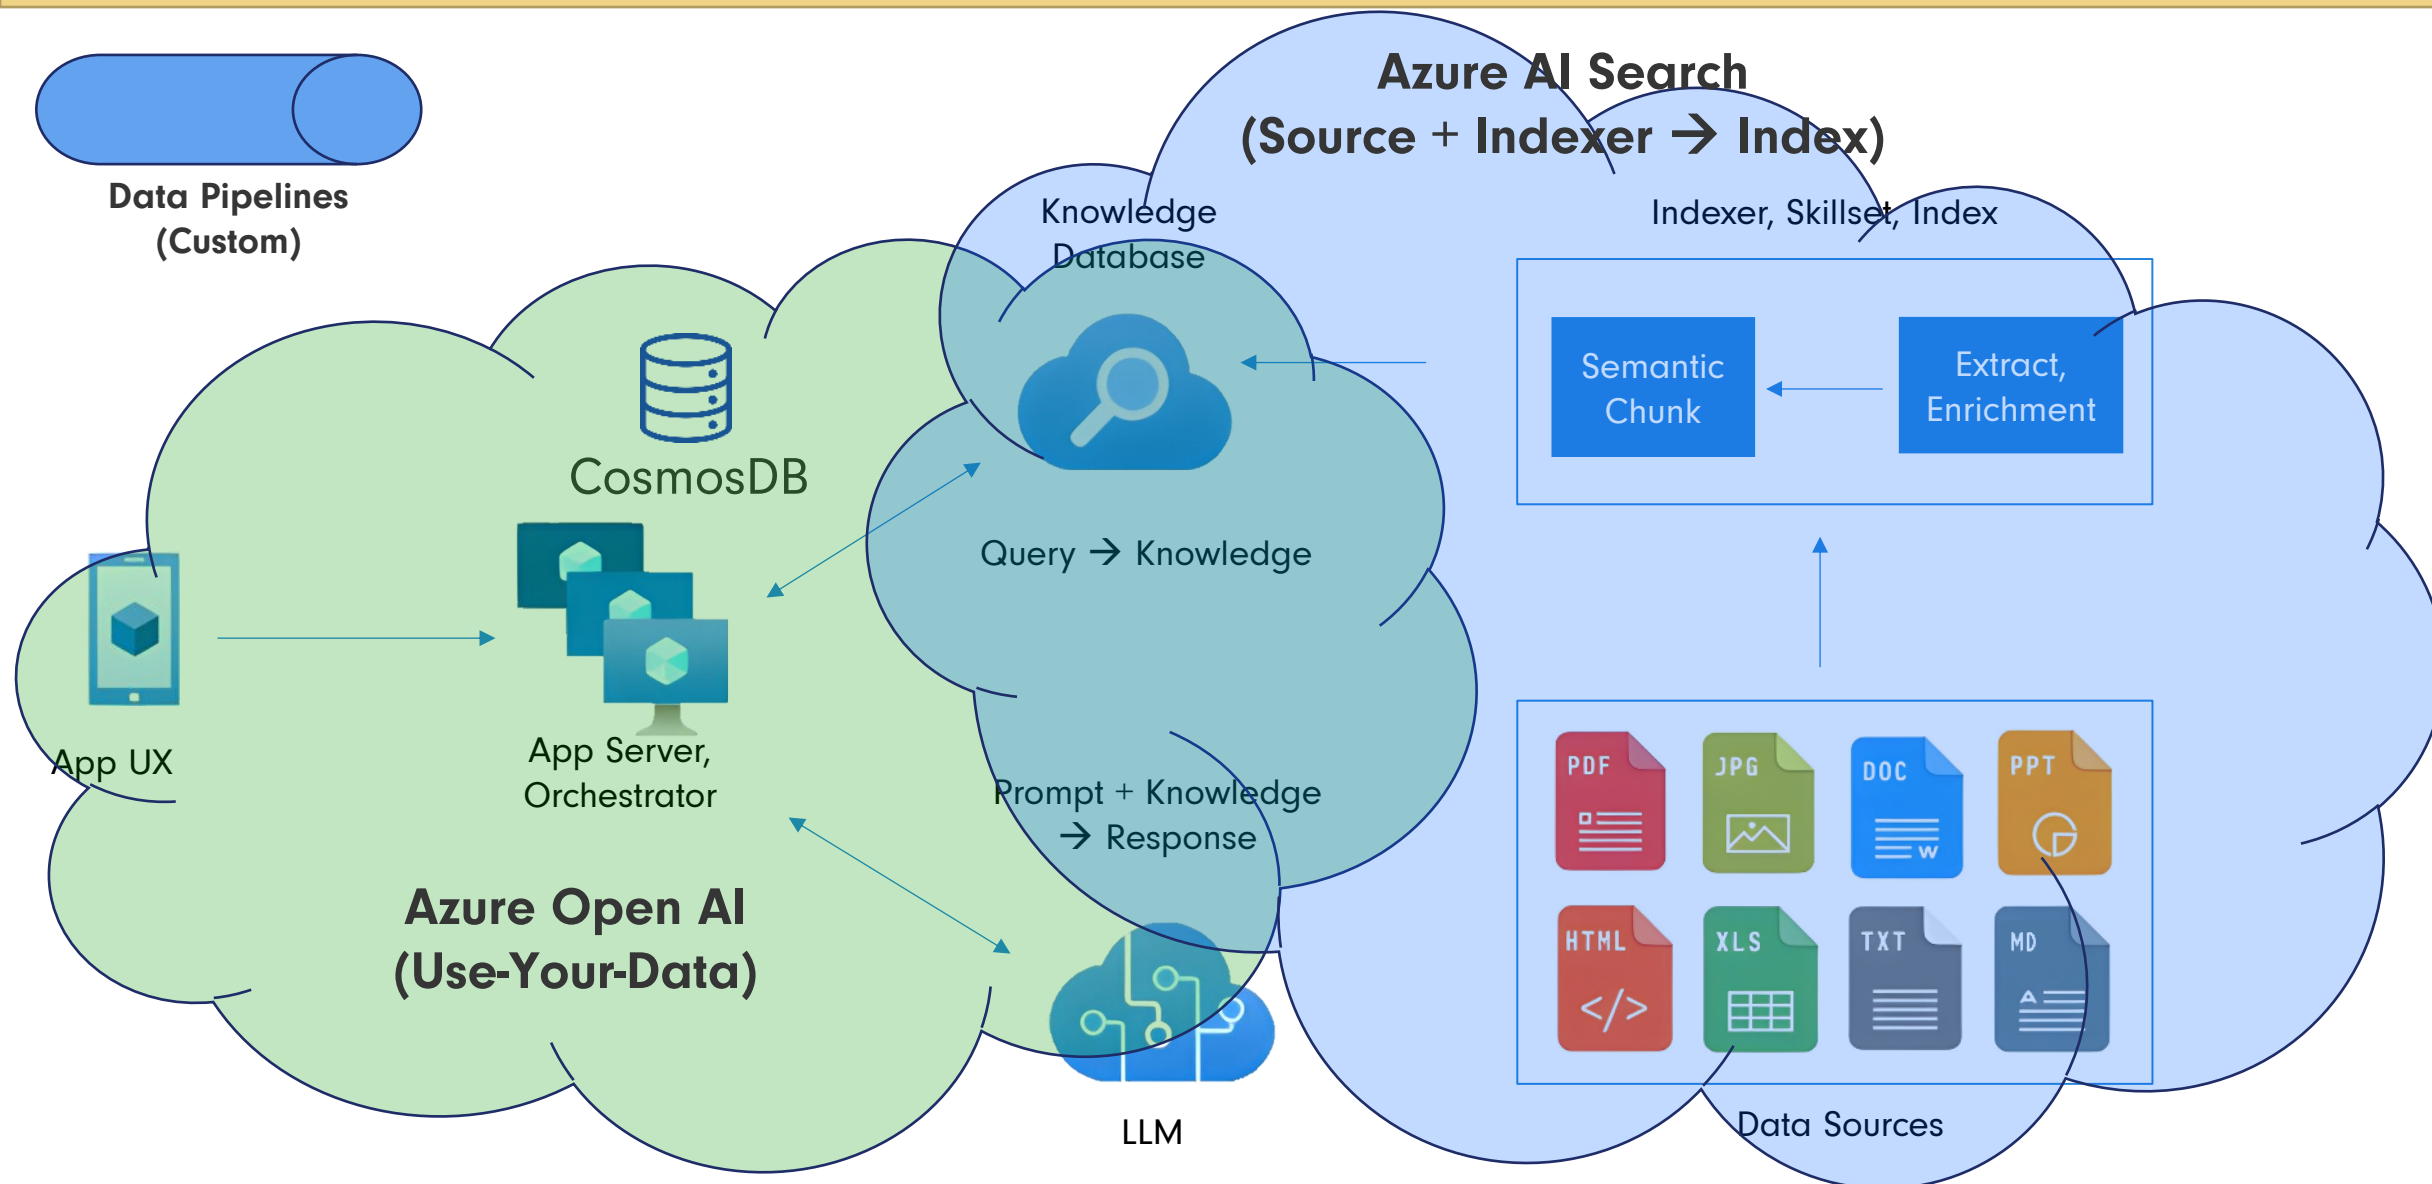 Azure AI Search
(Source + Indexer → Index)
Data Pipelines
(Custom)
Knowledge
Database
Indexer, Skillset, Index
Semantic
Chunk
Extract,
Enrichment
CosmosDB
Query → Knowledge
App UX
App Server,
Orchestrator
Prompt + Knowledge
→ Response
Azure Open AI
(Use-Your-Data)
LLM
PDF
JPG
DOC
W
PPT
HTML
</>
XLS
TXT
MD
A
Data Sources